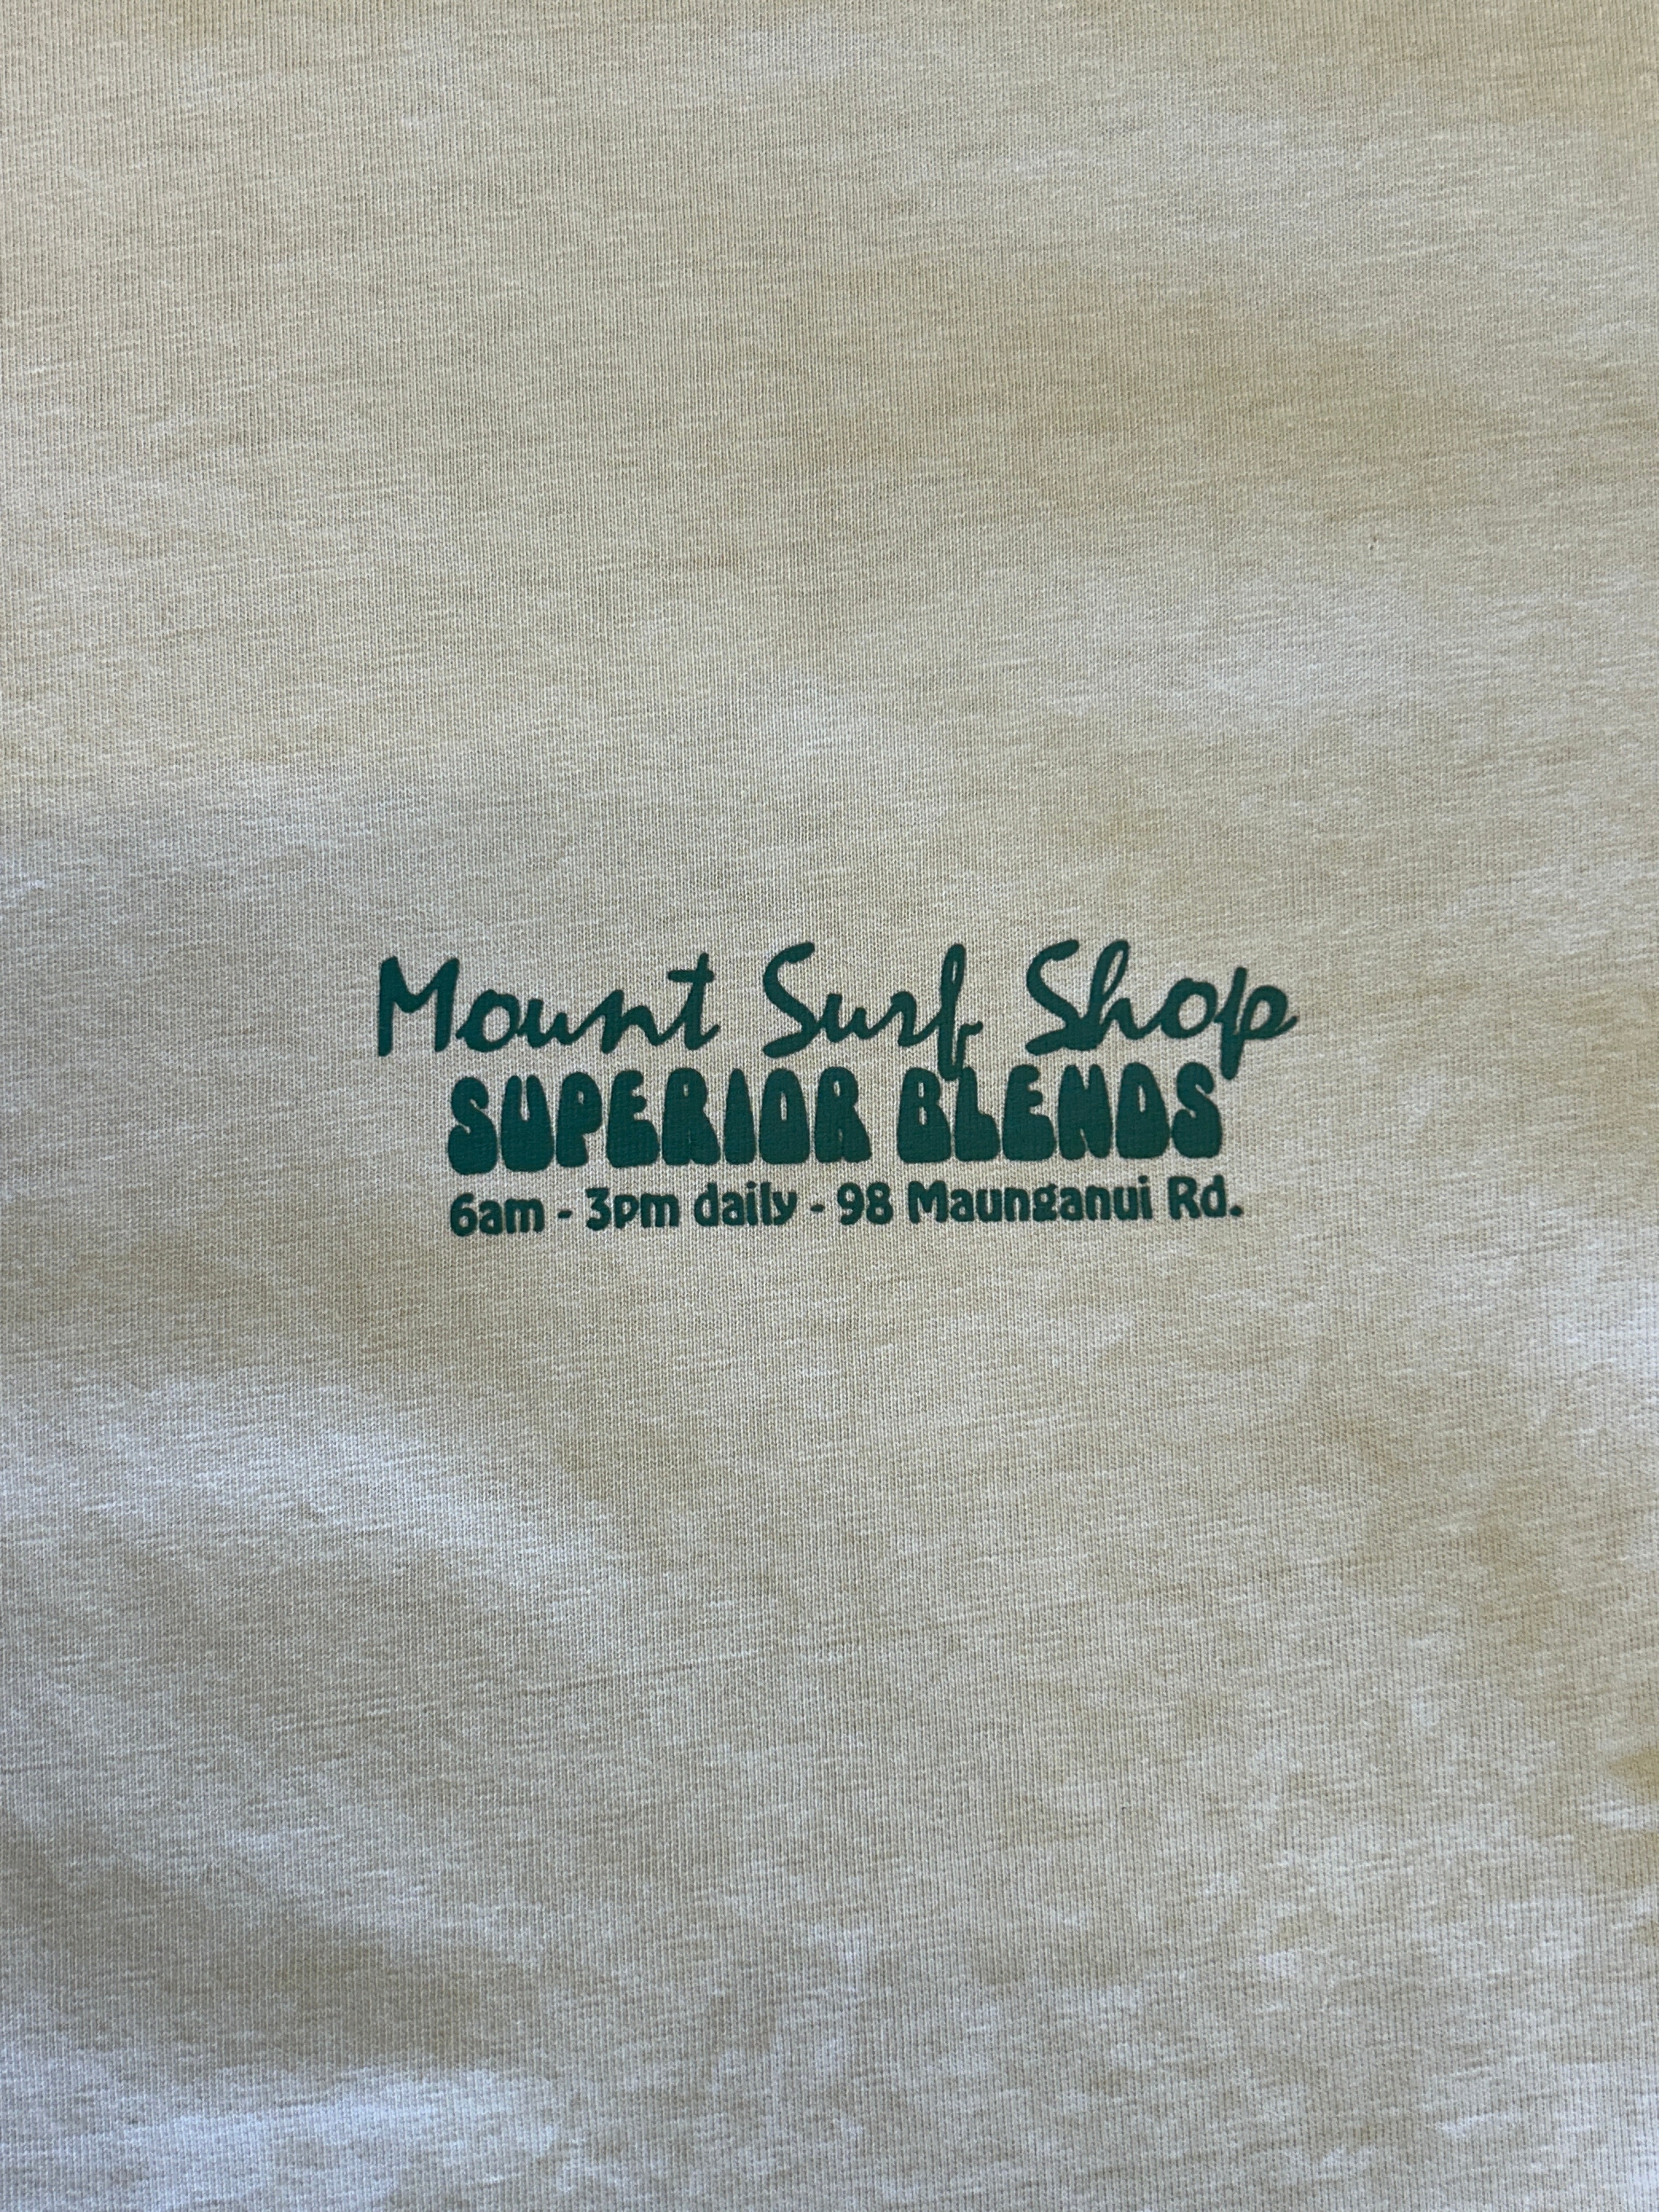 Mount Surf Shop
SUPERIOR BLENDS
6am - 3pm daily - 98 Maunganui Rd.